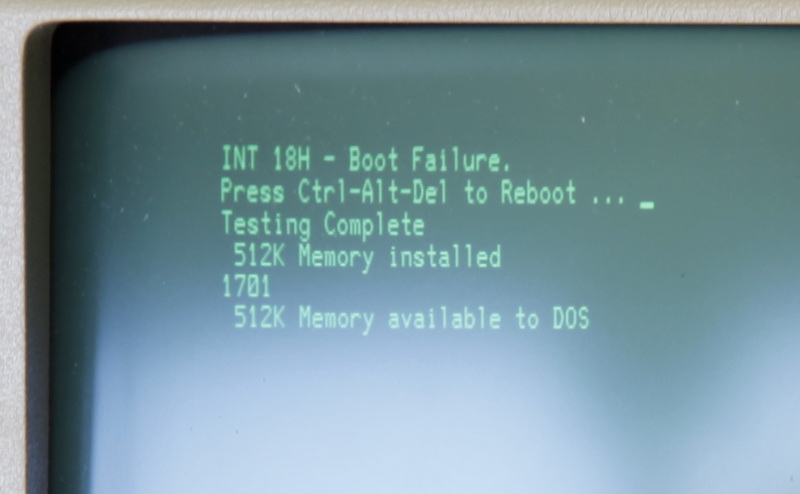 INT 18H - Boot Failure.
Press Ctrl-Alt-Del to Reboot ... _
Testing Complete
512K Memory installed
1701
512K Memory available to DOS